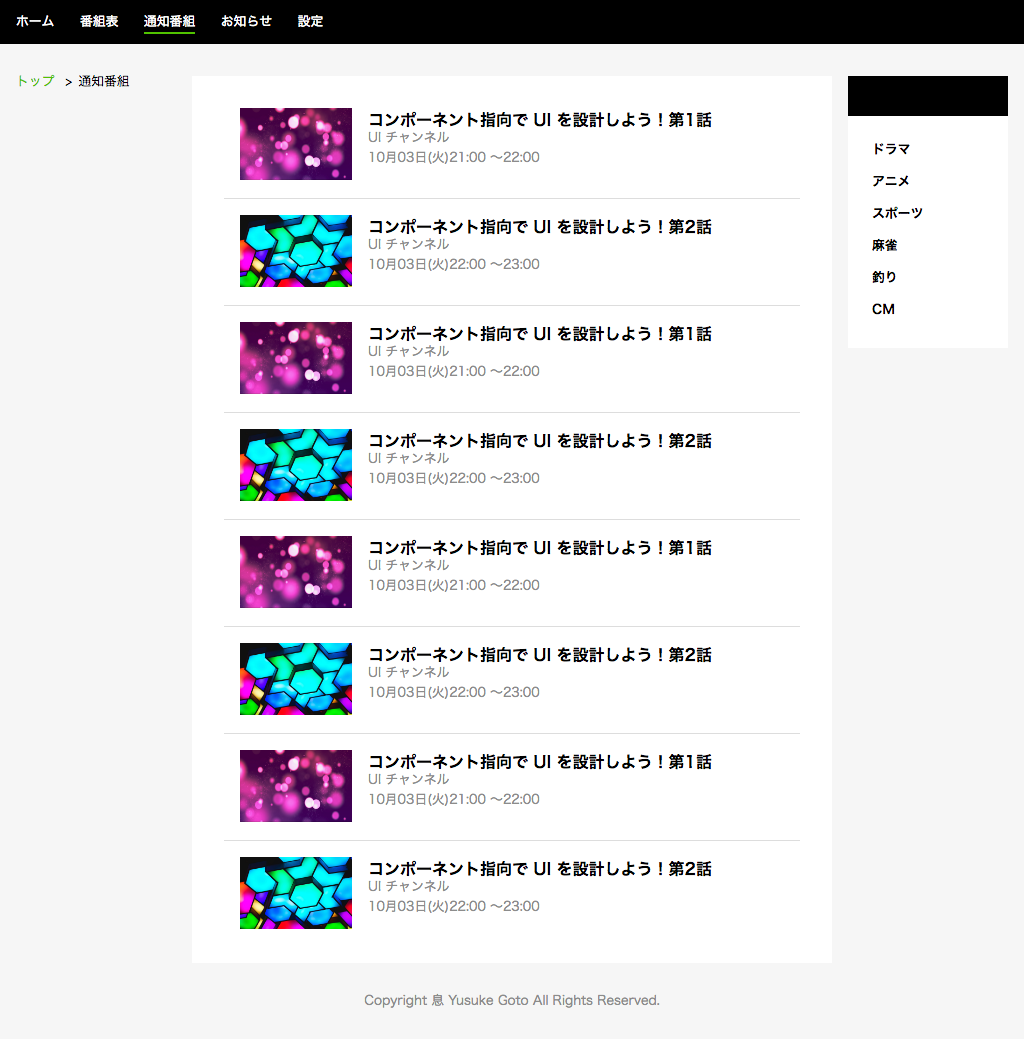 ホーム 番組表 通知番組 お知らせ 設定
トップ > 通知番組
コンポーネント指向で UI を設計しよう！第1話
UI チャンネル
10月03日(火)21:00 〜22:00
コンポーネント指向で UI を設計しよう！第2話
UI チャンネル
10月03日(火)22:00 〜23:00
コンポーネント指向で UI を設計しよう！第1話
UI チャンネル
10月03日(火)21:00 〜22:00
コンポーネント指向で UI を設計しよう！第2話
UI チャンネル
10月03日(火)22:00 〜23:00
コンポーネント指向で UI を設計しよう！第1話
UI チャンネル
10月03日(火)21:00 〜22:00
コンポーネント指向で UI を設計しよう！第2話
UI チャンネル
10月03日(火)22:00 〜23:00
コンポーネント指向で UI を設計しよう！第1話
UI チャンネル
10月03日(火)21:00 〜22:00
コンポーネント指向で UI を設計しよう！第2話
UI チャンネル
10月03日(火)22:00 〜23:00
ドラマ
アニメ
スポーツ
麻雀
釣り
CM
Copyright 息 Yusuke Goto All Rights Reserved.